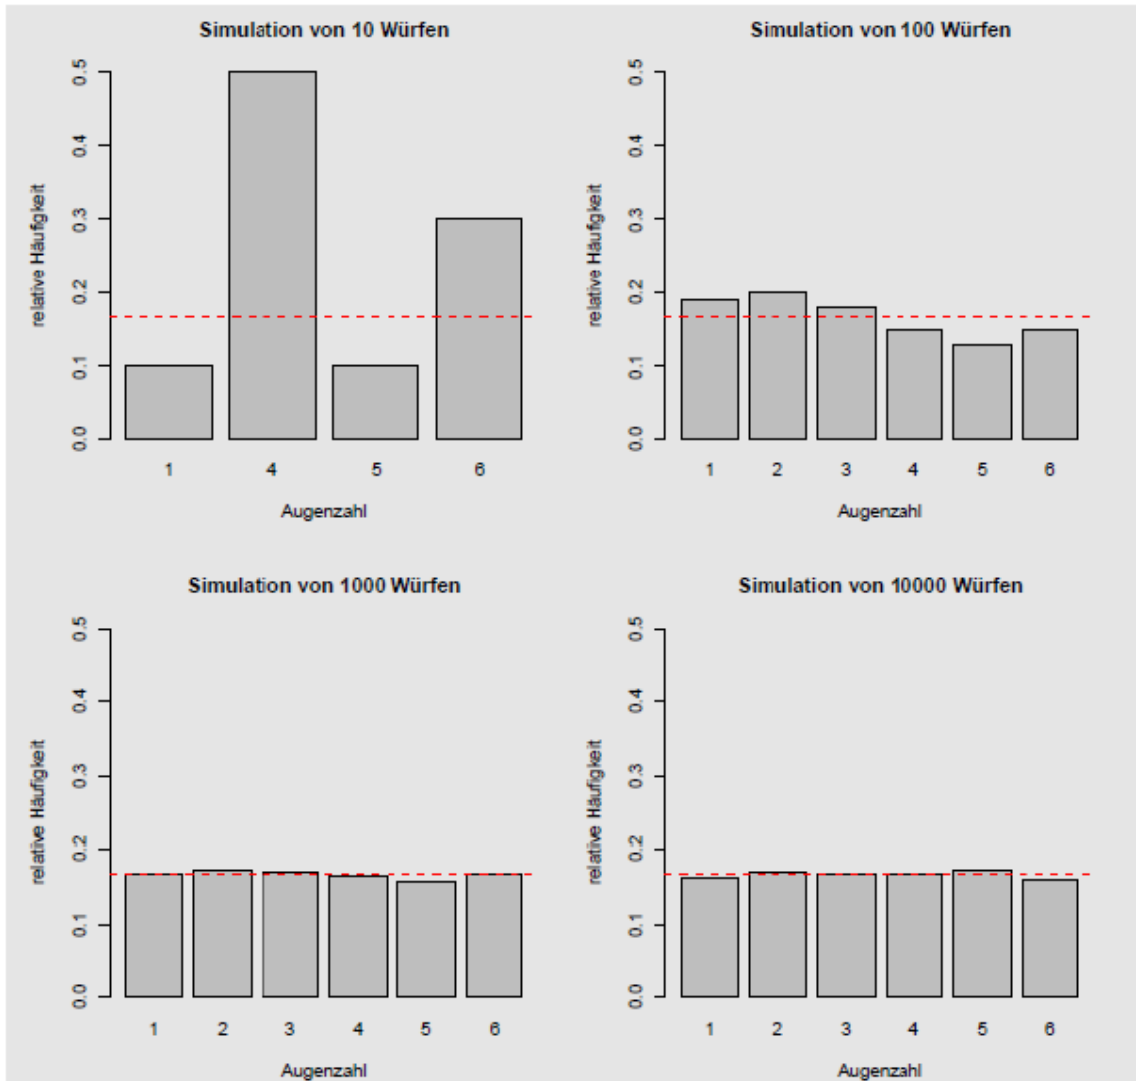 Simulation von 10 Würfen
relative Häufigkeit
0.0 0.1 0.2 0.3 0.4 0.5
1 4 5 6
Augenzahl
Simulation von 100 Würfen
relative Häufigkeit
0.0 0.1 0.2 0.3 0.4 0.5
1 2 3 4 5 6
Augenzahl
Simulation von 1000 Würfen
relative Häufigkeit
0.0 0.1 0.2 0.3 0.4 0.5
1 2 3 4 5 6
Augenzahl
Simulation von 10000 Würfen
relative Häufigkeit
0.0 0.1 0.2 0.3 0.4 0.5
1 2 3 4 5 6
Augenzahl